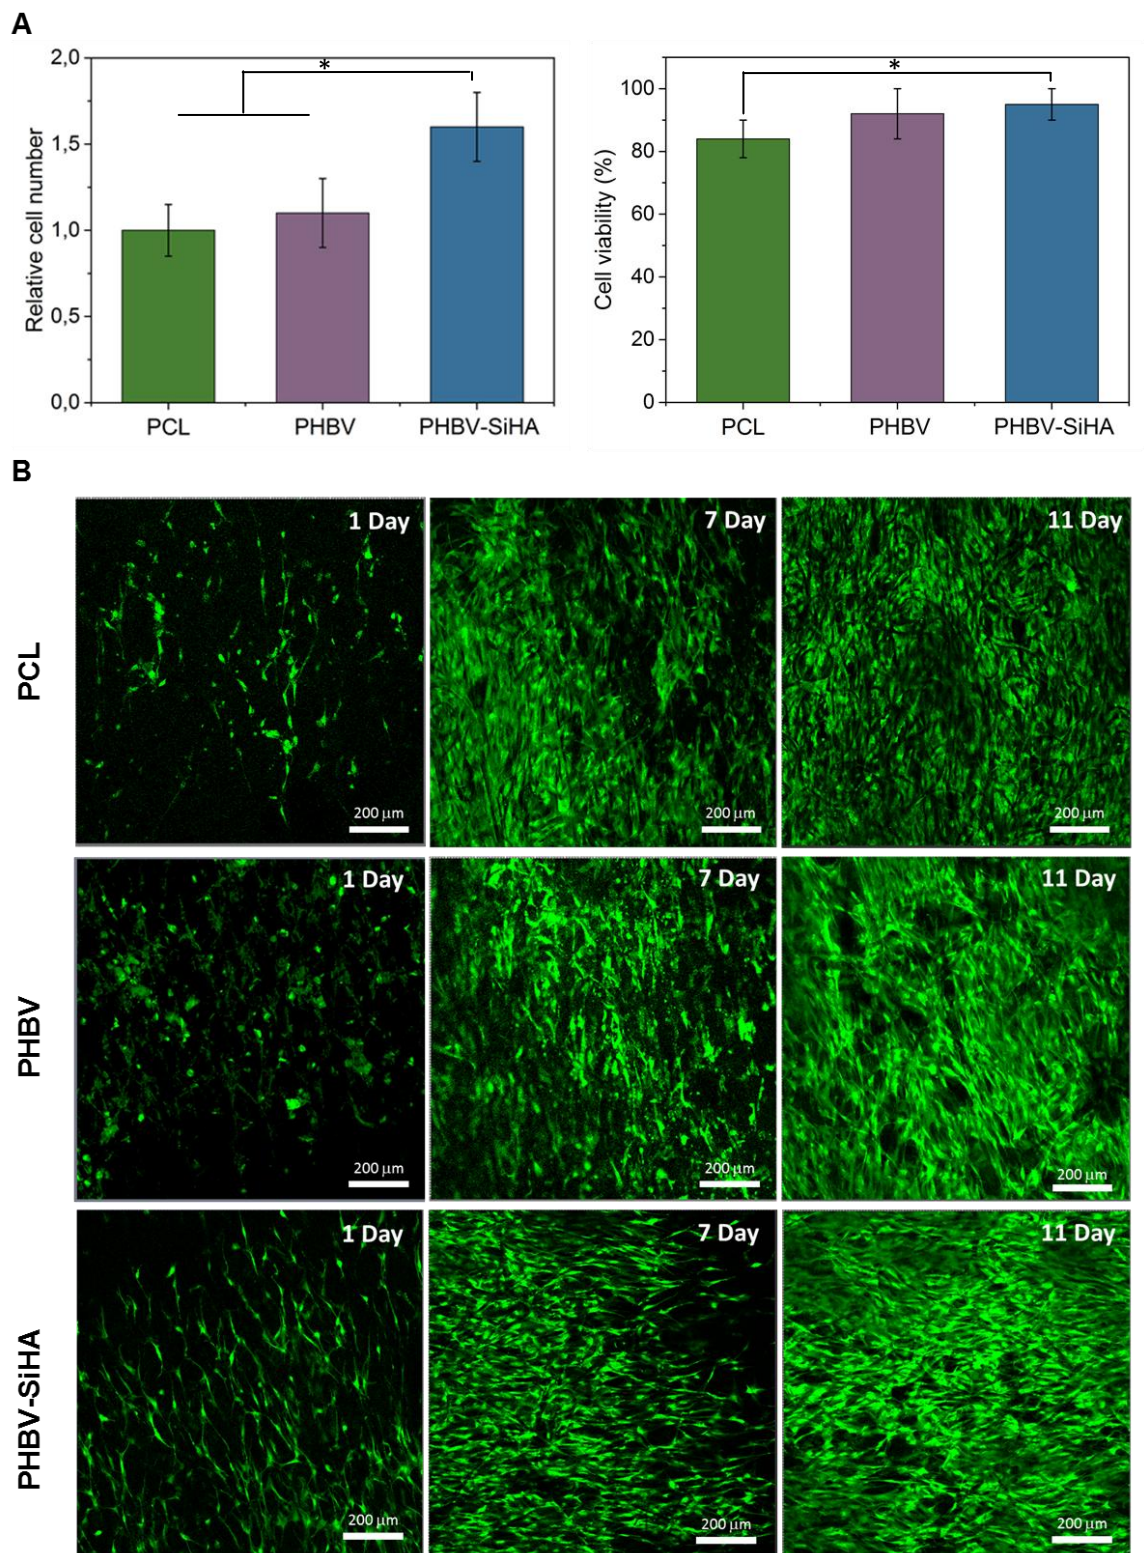 A
2,0
1,5
1,0
0,5
0,0
Relative cell number
*
PCL PHBV PHBV-SiHA
100
80
60
40
20
0
Cell viability (%)
*
PCL PHBV PHBV-SiHA
B
PCL
1 Day 7 Day 11 Day
200 µm 200 µm 200 µm
PHBV
1 Day 7 Day 11 Day
200 µm 200 µm 200 µm
PHBV-SiHA
1 Day 7 Day 11 Day
200 µm 200 µm 200 µm